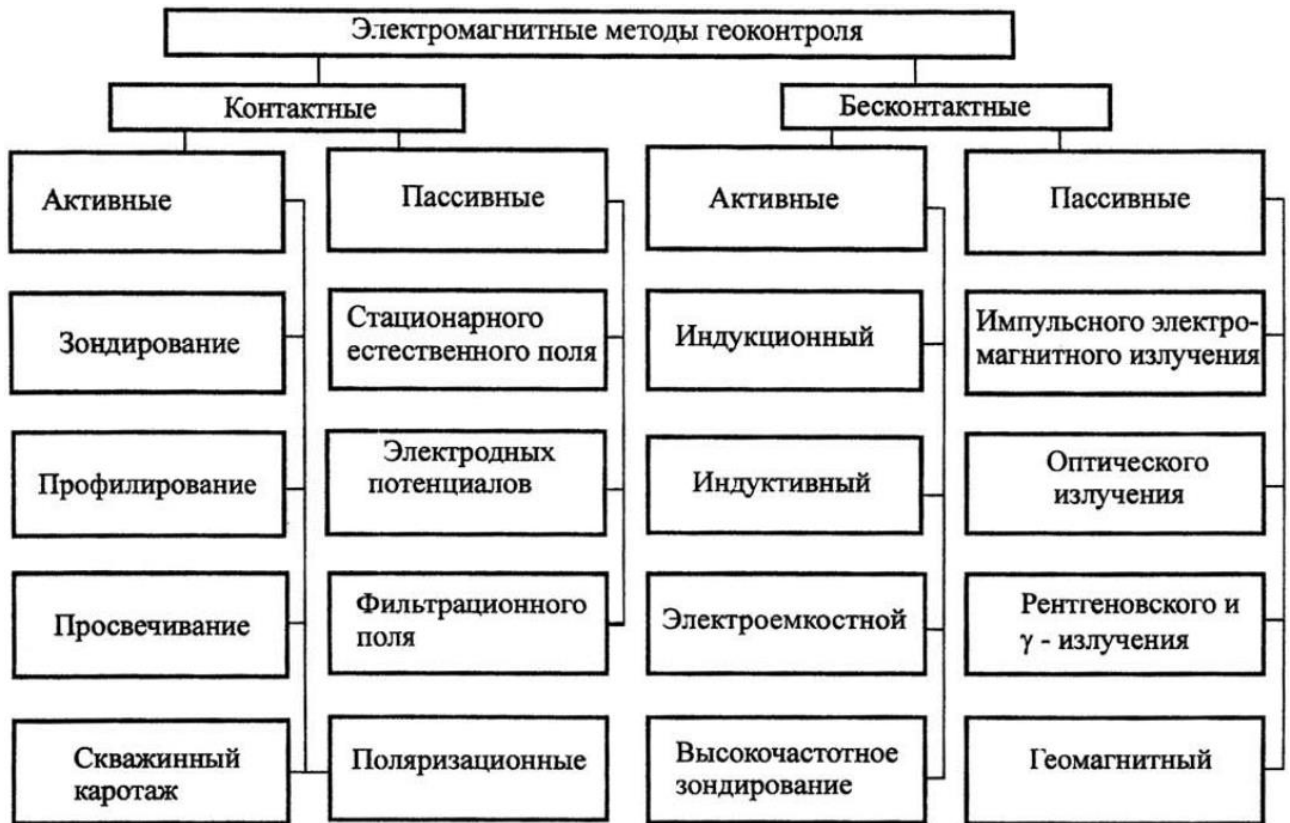 Электромагнитные методы геоконтроля
Контактные
Бесконтактные
Активные
Пассивные
Активные
Пассивные
Зондирование
Стационарного
естественного поля
Индукционный
Импульсного электро-
магнитного излучения
Профилирование
Электродных
потенциалов
Индуктивный
Оптического
излучения
Просвечивание
Фильтрационного
поля
Электроемкостной
Рентгеновского и
γ - излучения
Скважинный
каротаж
Поляризационные
Высокочастотное
зондирование
Геомагнитный